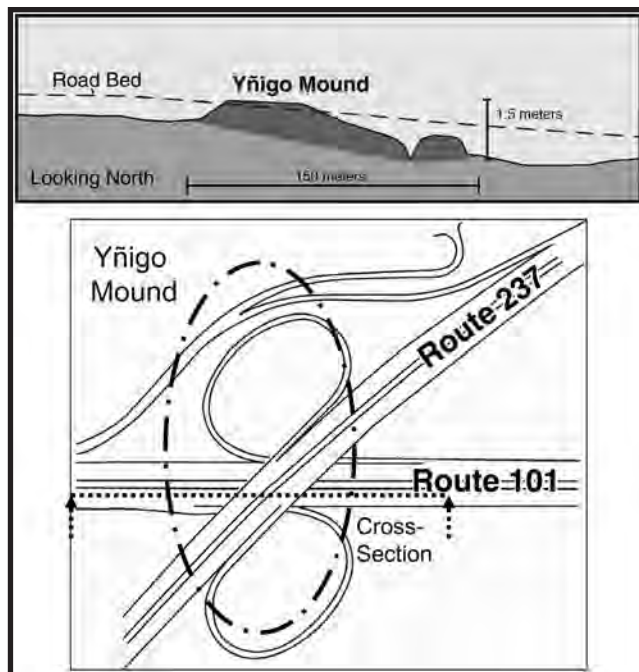 Road Bed
Yñigo Mound
1.5 meters
Looking North
150 meters
Yñigo
Mound
Route 237
Route 101
Cross-
Section